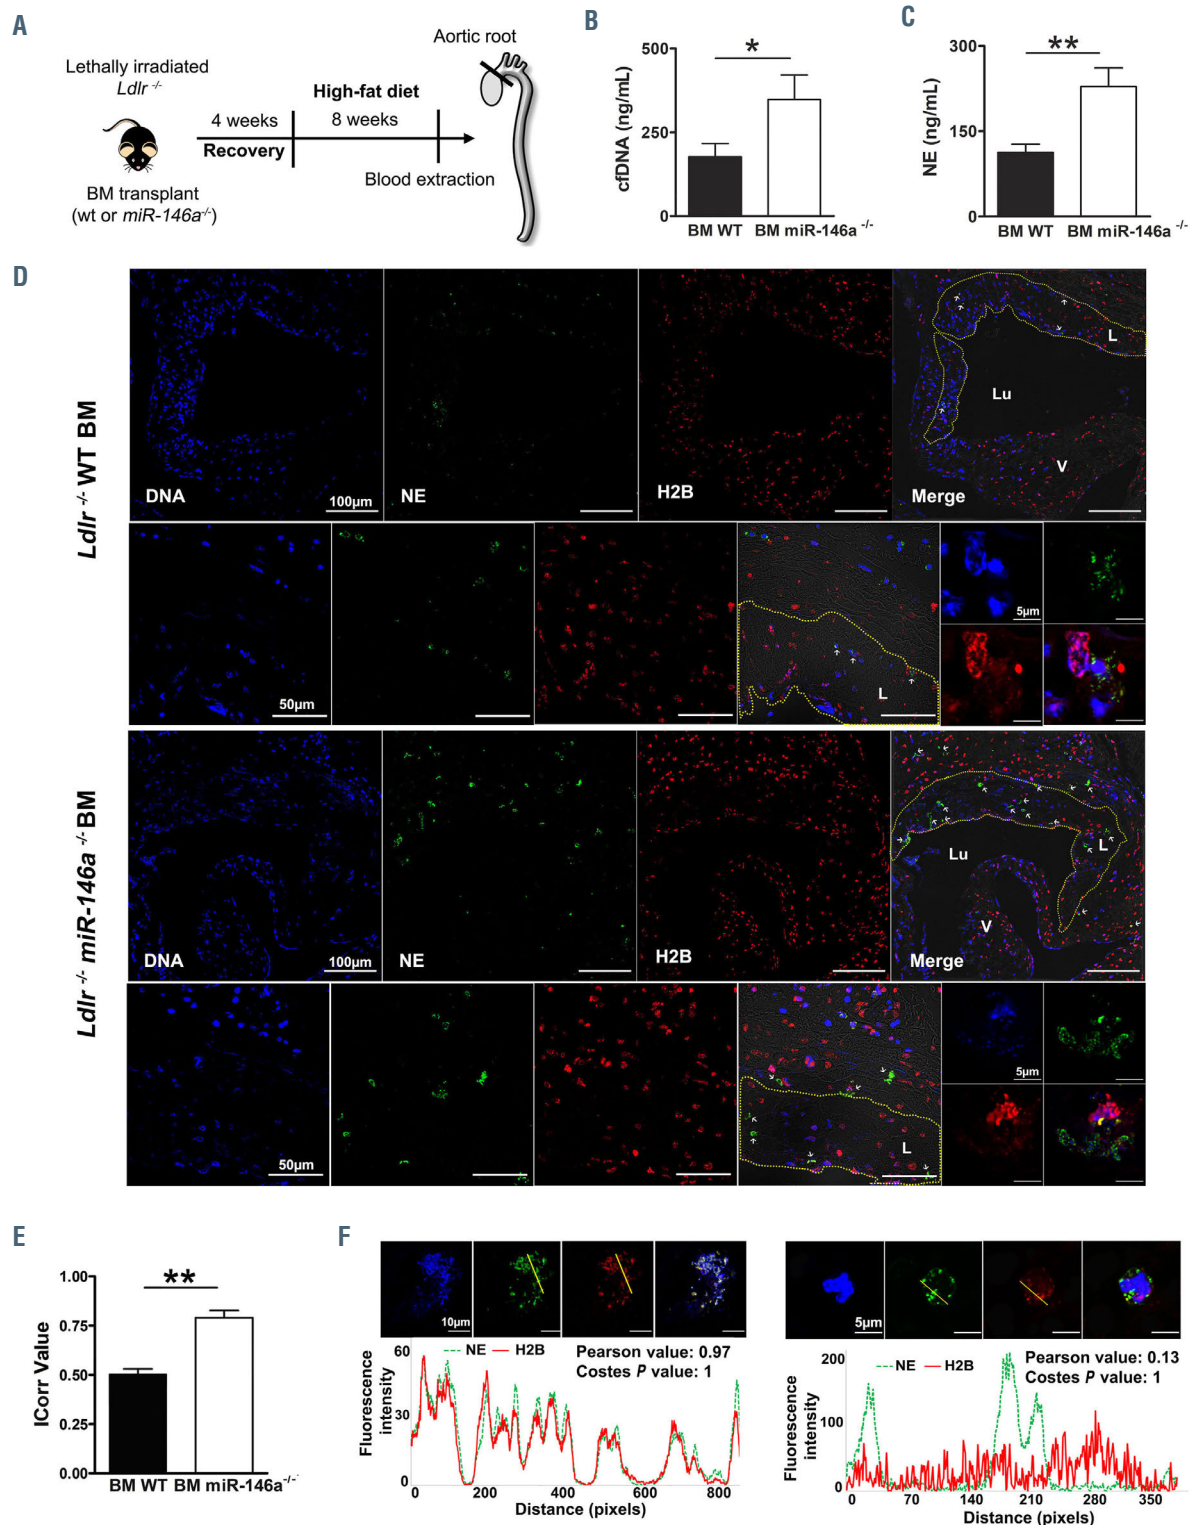 A
Lethally irradiated
Ldlr -/-
BM transplant
(wt or miR-146a-/-)
4 weeks
Recovery
High-fat diet
8 weeks
Blood extraction
Aortic root
B
cfDNA (ng/mL)
500
250
0
*
BM WT
BM miR-146a -/-
C
NE (ng/mL)
300
150
0
**
BM WT
BM miR-146a -/-
D
Ldlr -/- WT BM
DNA
100µm
NE
H2B
Merge
L
Lu
V
50µm
L
5µm
Ldlr -/- miR-146a -/- BM
DNA
100µm
NE
H2B
Merge
Lu
L
V
50µm
L
5µm
E
ICorr Value
1.00
0.75
0.50
0.25
0.00
**
BM WT
BM miR-146a-/-
F
10µm
NE
H2B
Pearson value: 0.97
Costes P value: 1
Fluorescence
intensity
60
30
0
0 200 400 600 800
Distance (pixels)
5µm
NE
H2B
Pearson value: 0.13
Costes P value: 1
Fluorescence
intensity
200
100
0
0 70 140 210 280 350
Distance (pixels)